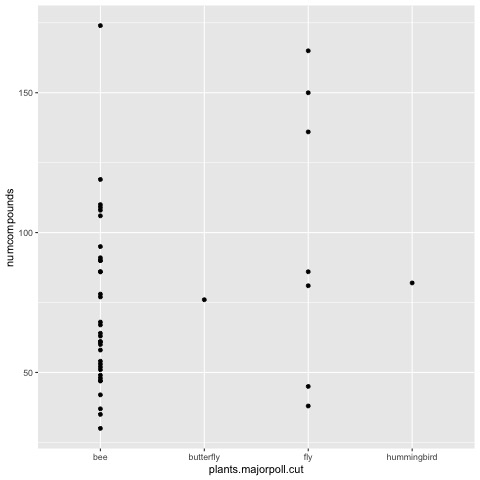 numcompounds
150
100
50
bee butterfly fly hummingbird
plants.majorpoll.cut